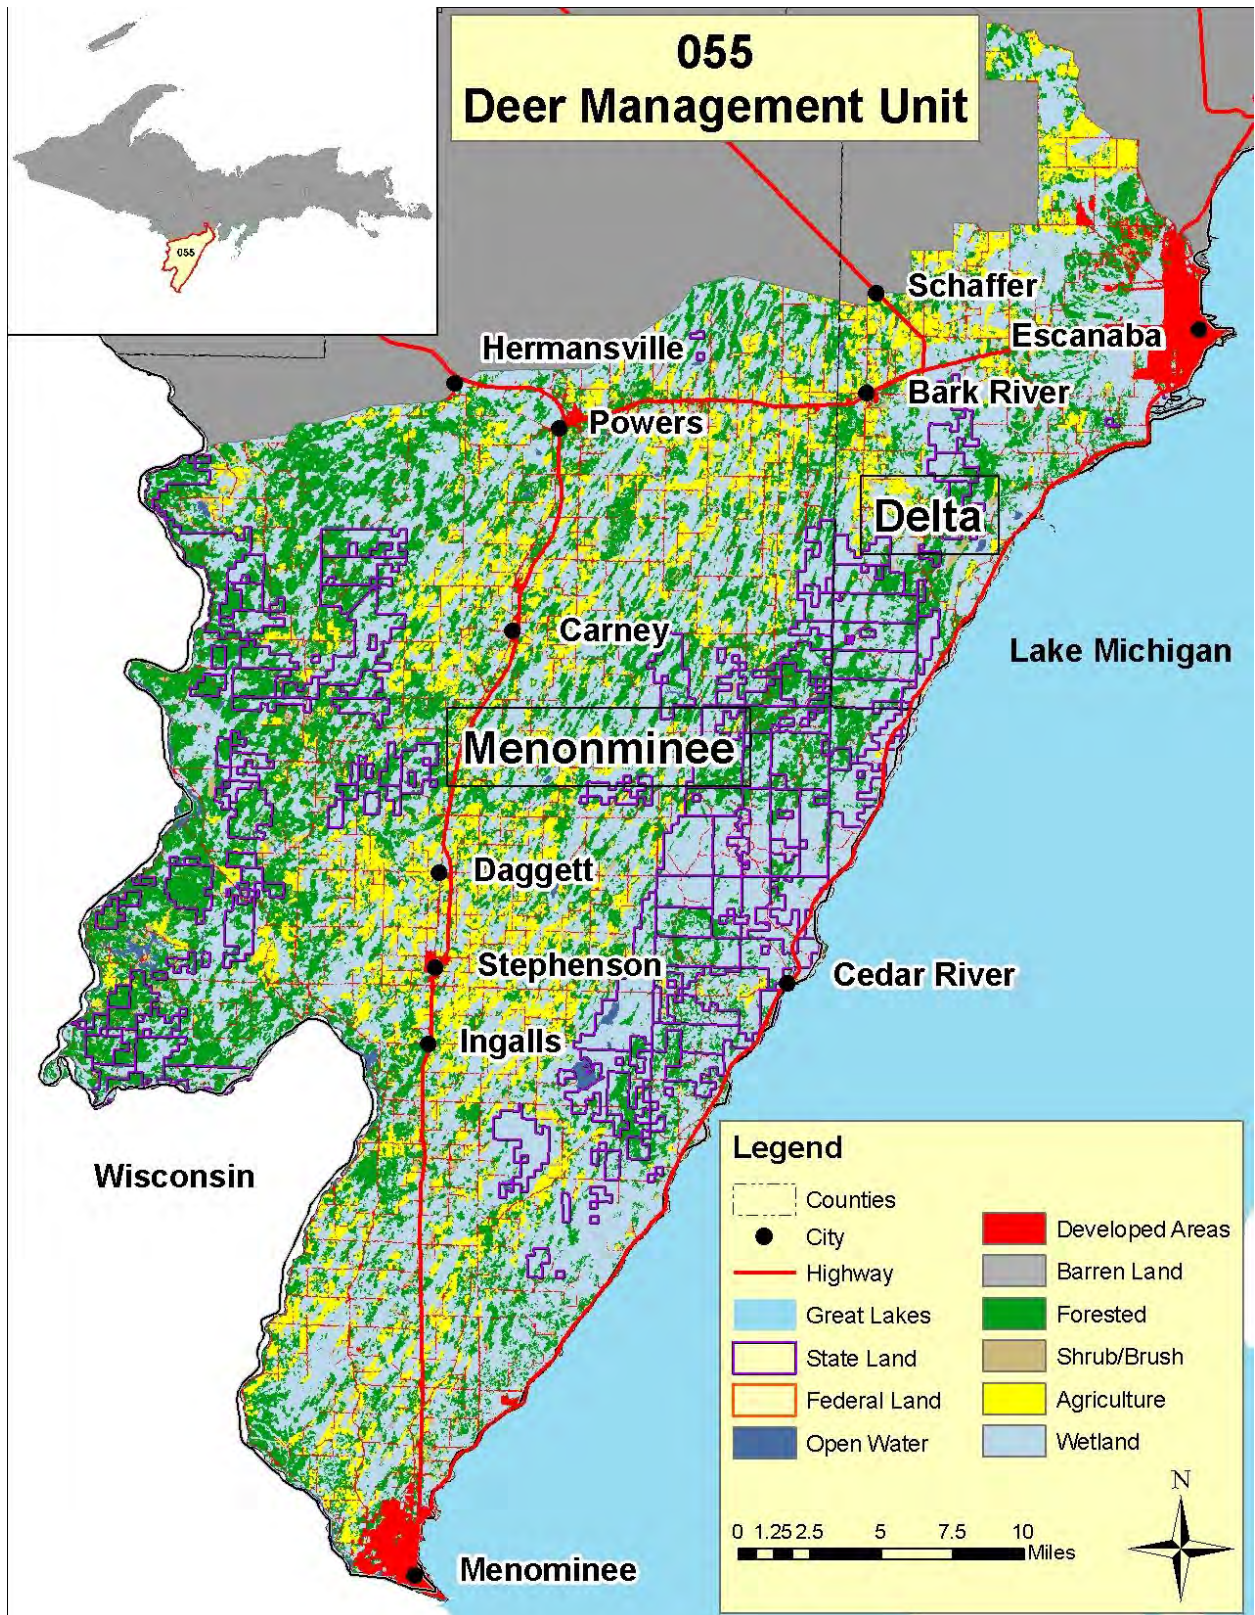 055
Deer Management Unit
055
Schaffer
Escanaba
Hermansville
Bark River
Powers
Delta
Carney
Lake Michigan
Menonminee
Daggett
Stephenson
Cedar River
Ingalls
Wisconsin
Menominee
Legend
Counties
City
Highway
Great Lakes
State Land
Federal Land
Open Water
Developed Areas
Barren Land
Forested
Shrub/Brush
Agriculture
Wetland
N
0 1.25 2.5 5 7.5 10
Miles